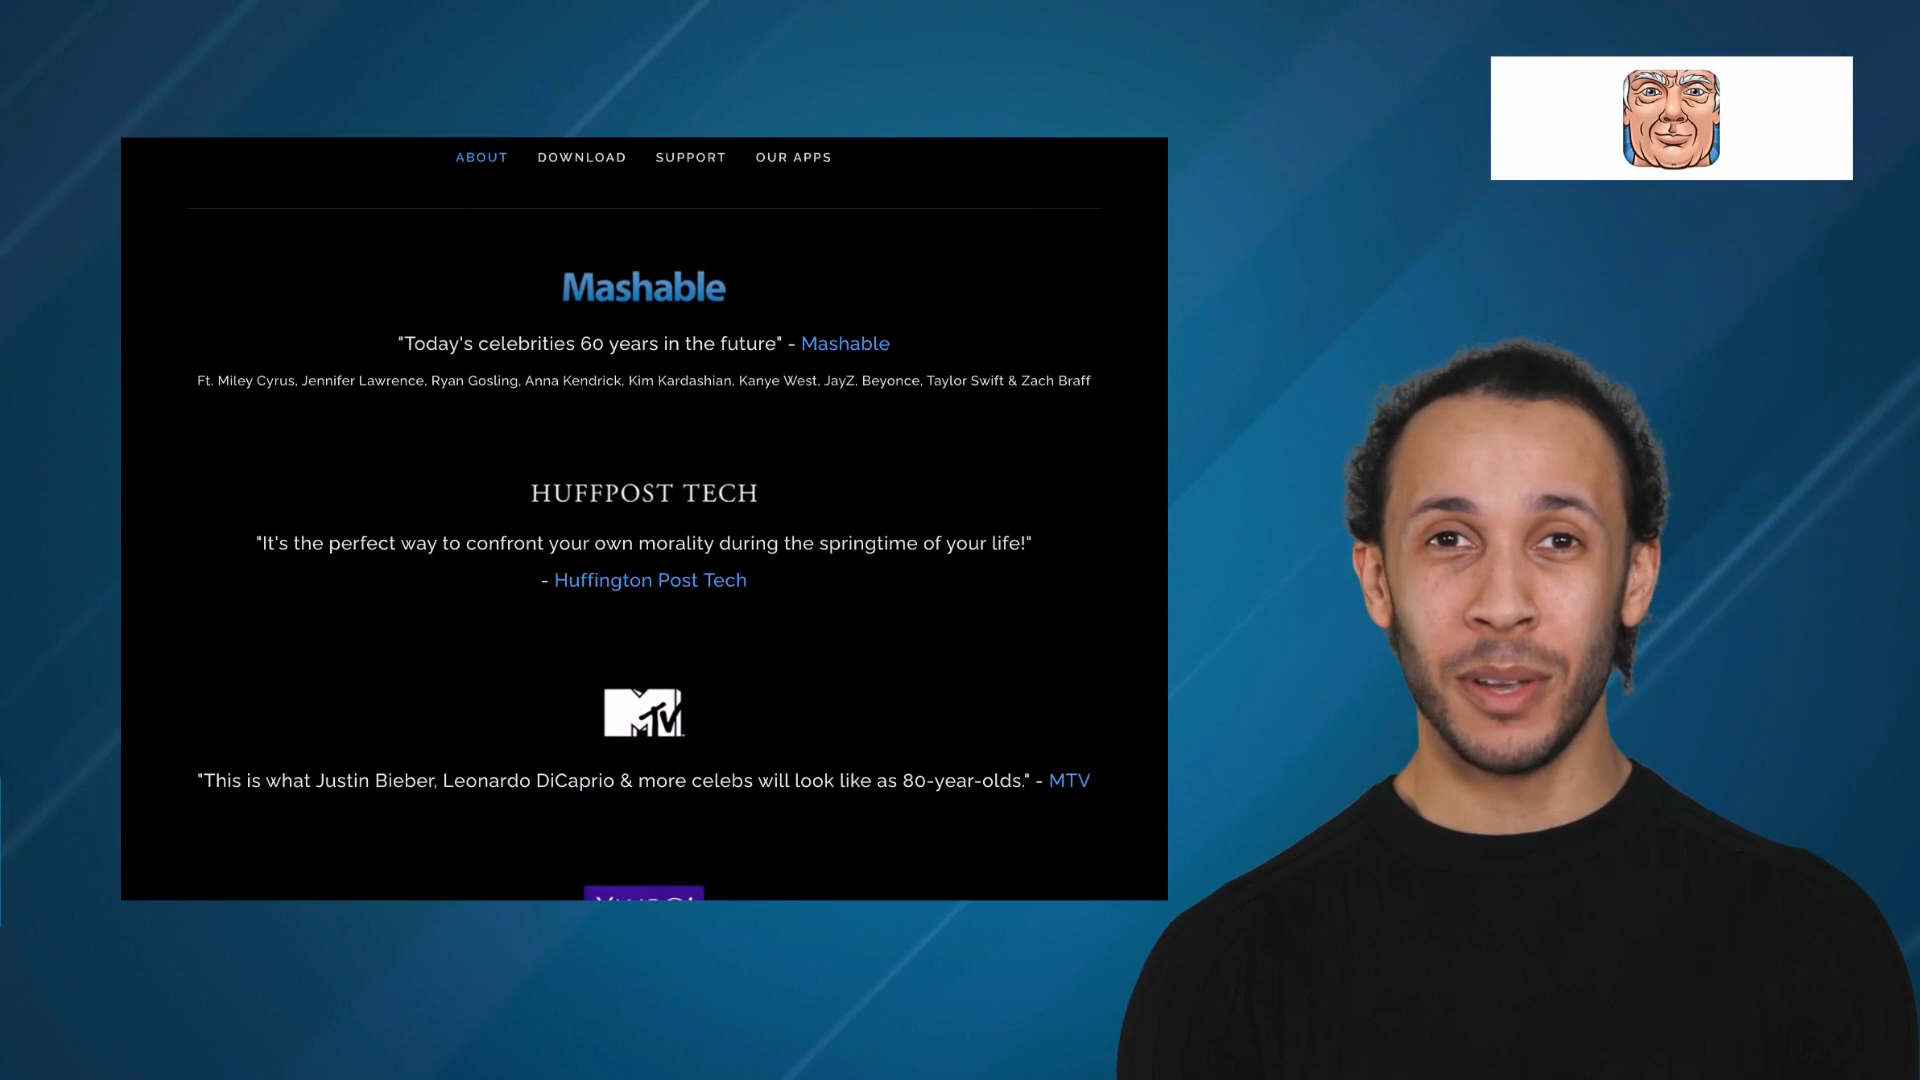 ABOUT DOWNLOAD SUPPORT OUR APPS
Mashable
"Today's celebrities 60 years in the future" - Mashable
Ft. Miley Cyrus, Jennifer Lawrence, Ryan Gosling, Anna Kendrick, Kim Kardashian, Kanye West, JayZ, Beyonce, Taylor Swift & Zach Braff
HUFFPOST TECH
"It's the perfect way to confront your own morality during the springtime of your life!"
- Huffington Post Tech
MTV
"This is what Justin Bieber, Leonardo DiCaprio & more celebs will look like as 80-year-olds." - MTV